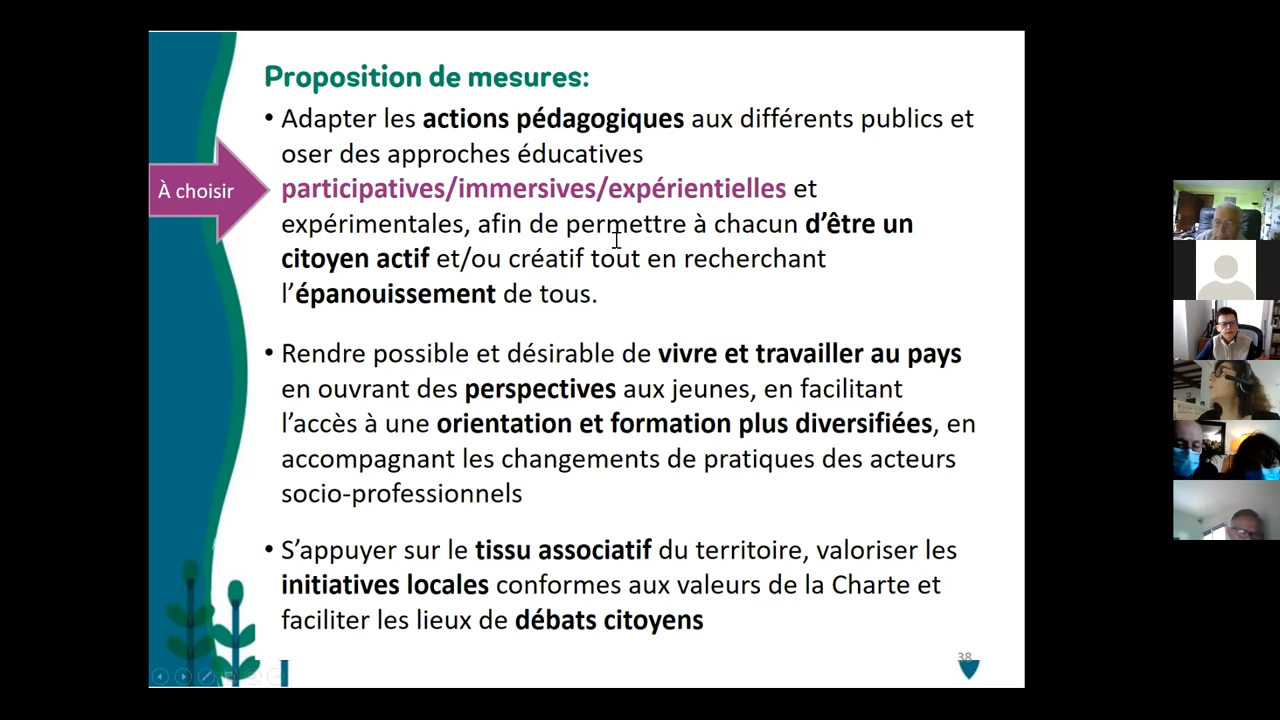 Proposition de mesures:
• Adapter les actions pédagogiques aux différents publics et
oser des approches éducatives
À choisir
participatives/immersives/expérientielles et
expérimentales, afin de permettre à chacun d’être un
citoyen actif et/ou créatif tout en recherchant
l’épanouissement de tous.
• Rendre possible et désirable de vivre et travailler au pays
en ouvrant des perspectives aux jeunes, en facilitant
l’accès à une orientation et formation plus diversifiées, en
accompagnant les changements de pratiques des acteurs
socio-professionnels
• S’appuyer sur le tissu associatif du territoire, valoriser les
initiatives locales conformes aux valeurs de la Charte et
faciliter les lieux de débats citoyens
38